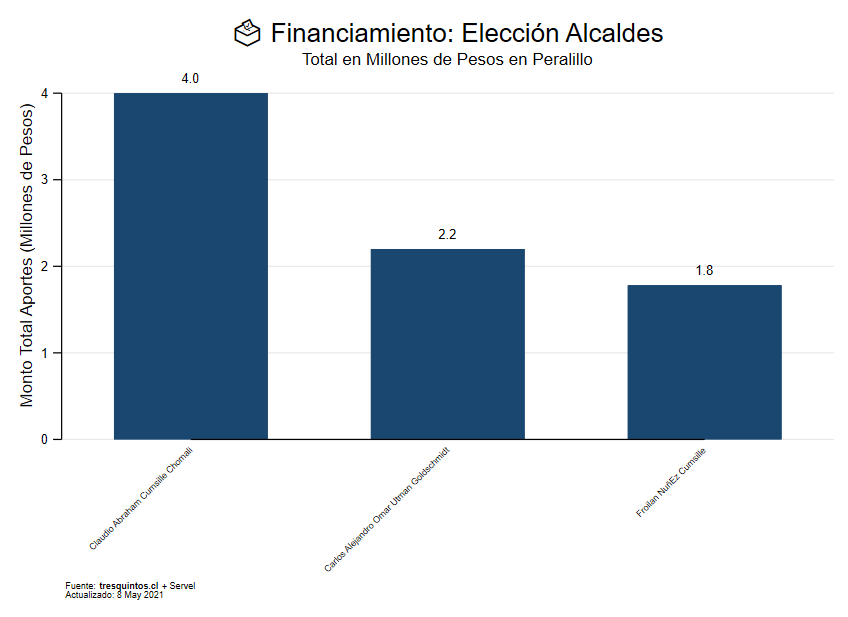 Financiamiento: Elección Alcaldes
Total en Millones de Pesos en Peralillo
Monto Total Aportes (Millones de Pesos)
4
3
2
1
0
4.0
2.2
1.8
Claudio Abraham Cumsille Chomali
Carlos Alejandro Omar Utman Goldschmidt
Froilan NuñEz Cumsille
Fuente: tresquintos.cl + Servel
Actualizado: 8 May 2021